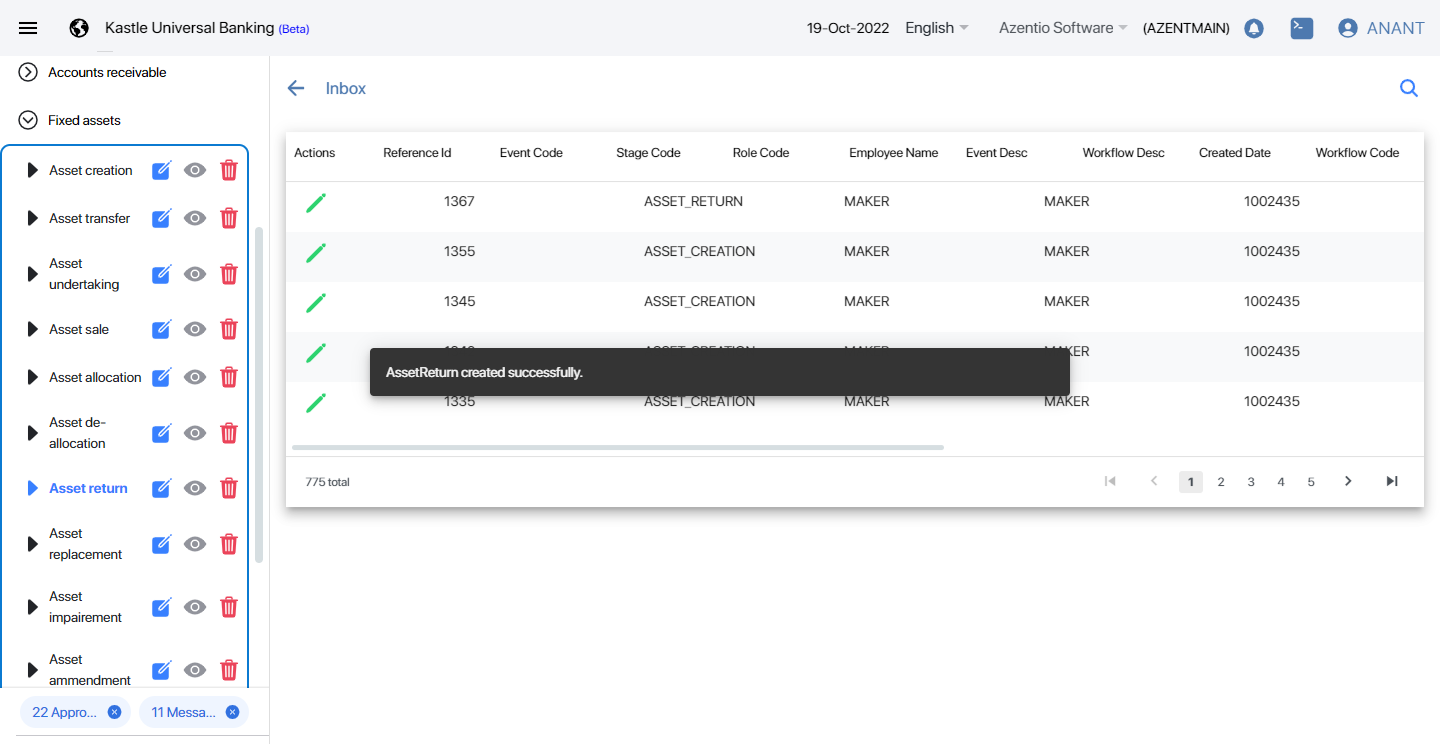 Kastle Universal Banking (Beta)
19-Oct-2022 English Azentio Software (AZENTMAIN) ANANT
Accounts receivable
Fixed assets
Asset creation
Asset transfer
Asset
undertaking
Asset sale
Asset allocation
Asset de-
allocation
Asset return
Asset
replacement
Asset
impairement
Asset
ammendment
22 Appro...
11 Messa...
Inbox
Actions Reference Id Event Code Stage Code Role Code Employee Name Event Desc Workflow Desc Created Date Workflow Code
1367 ASSET_RETURN MAKER MAKER 1002435
1355 ASSET_CREATION MAKER MAKER 1002435
1345 ASSET_CREATION MAKER MAKER 1002435
ASSET_CREATION MAKER MAKER 1002435
AssetReturn created successfully.
1335 ASSET_CREATION MAKER MAKER 1002435
775 total
1 2 3 4 5